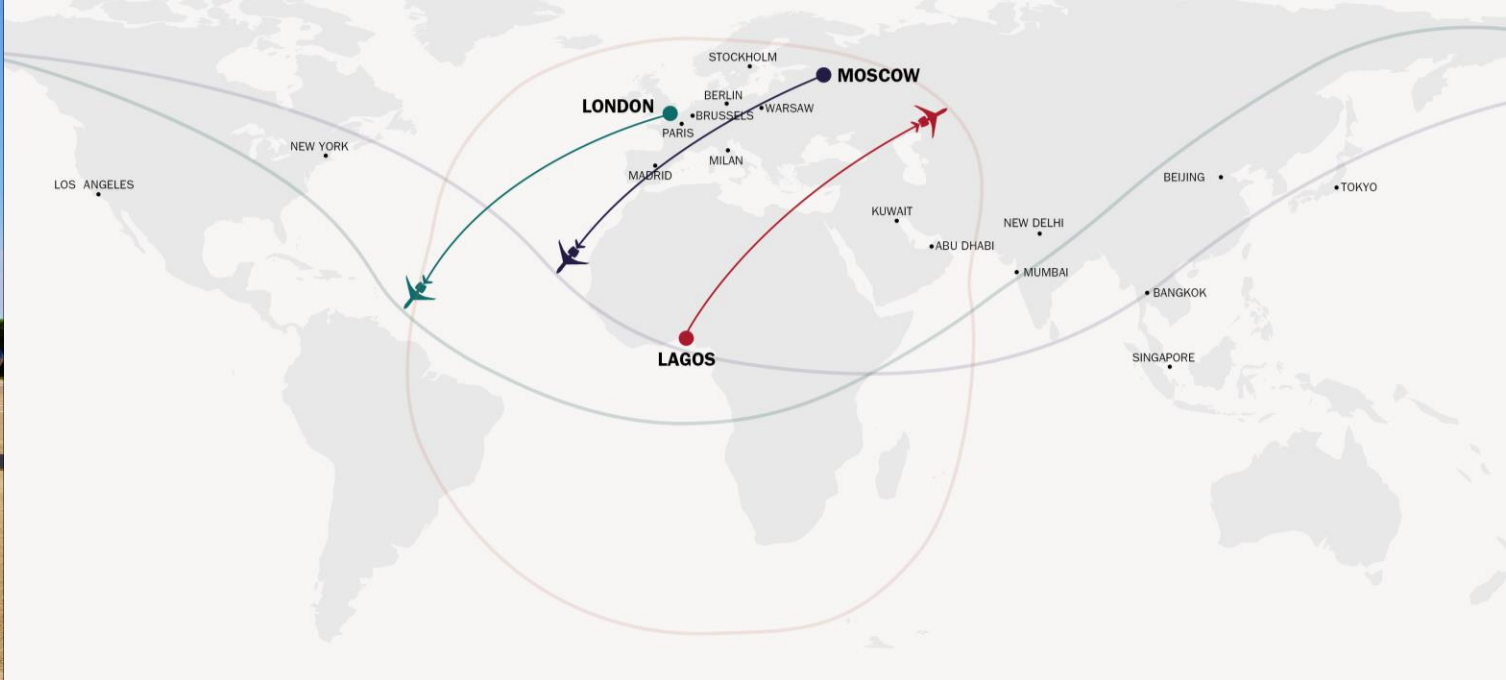 STOCKHOLM
MOSCOW
BERLIN
LONDON
WARSAW
BRUSSELS
PARIS
NEW YORK
MILAN
MADRID
BEIJING
LOS ANGELES
TOKYO
KUWAIT
NEW DELHI
ABU DHABI
MUMBAI
BANGKOK
LAGOS
SINGAPORE